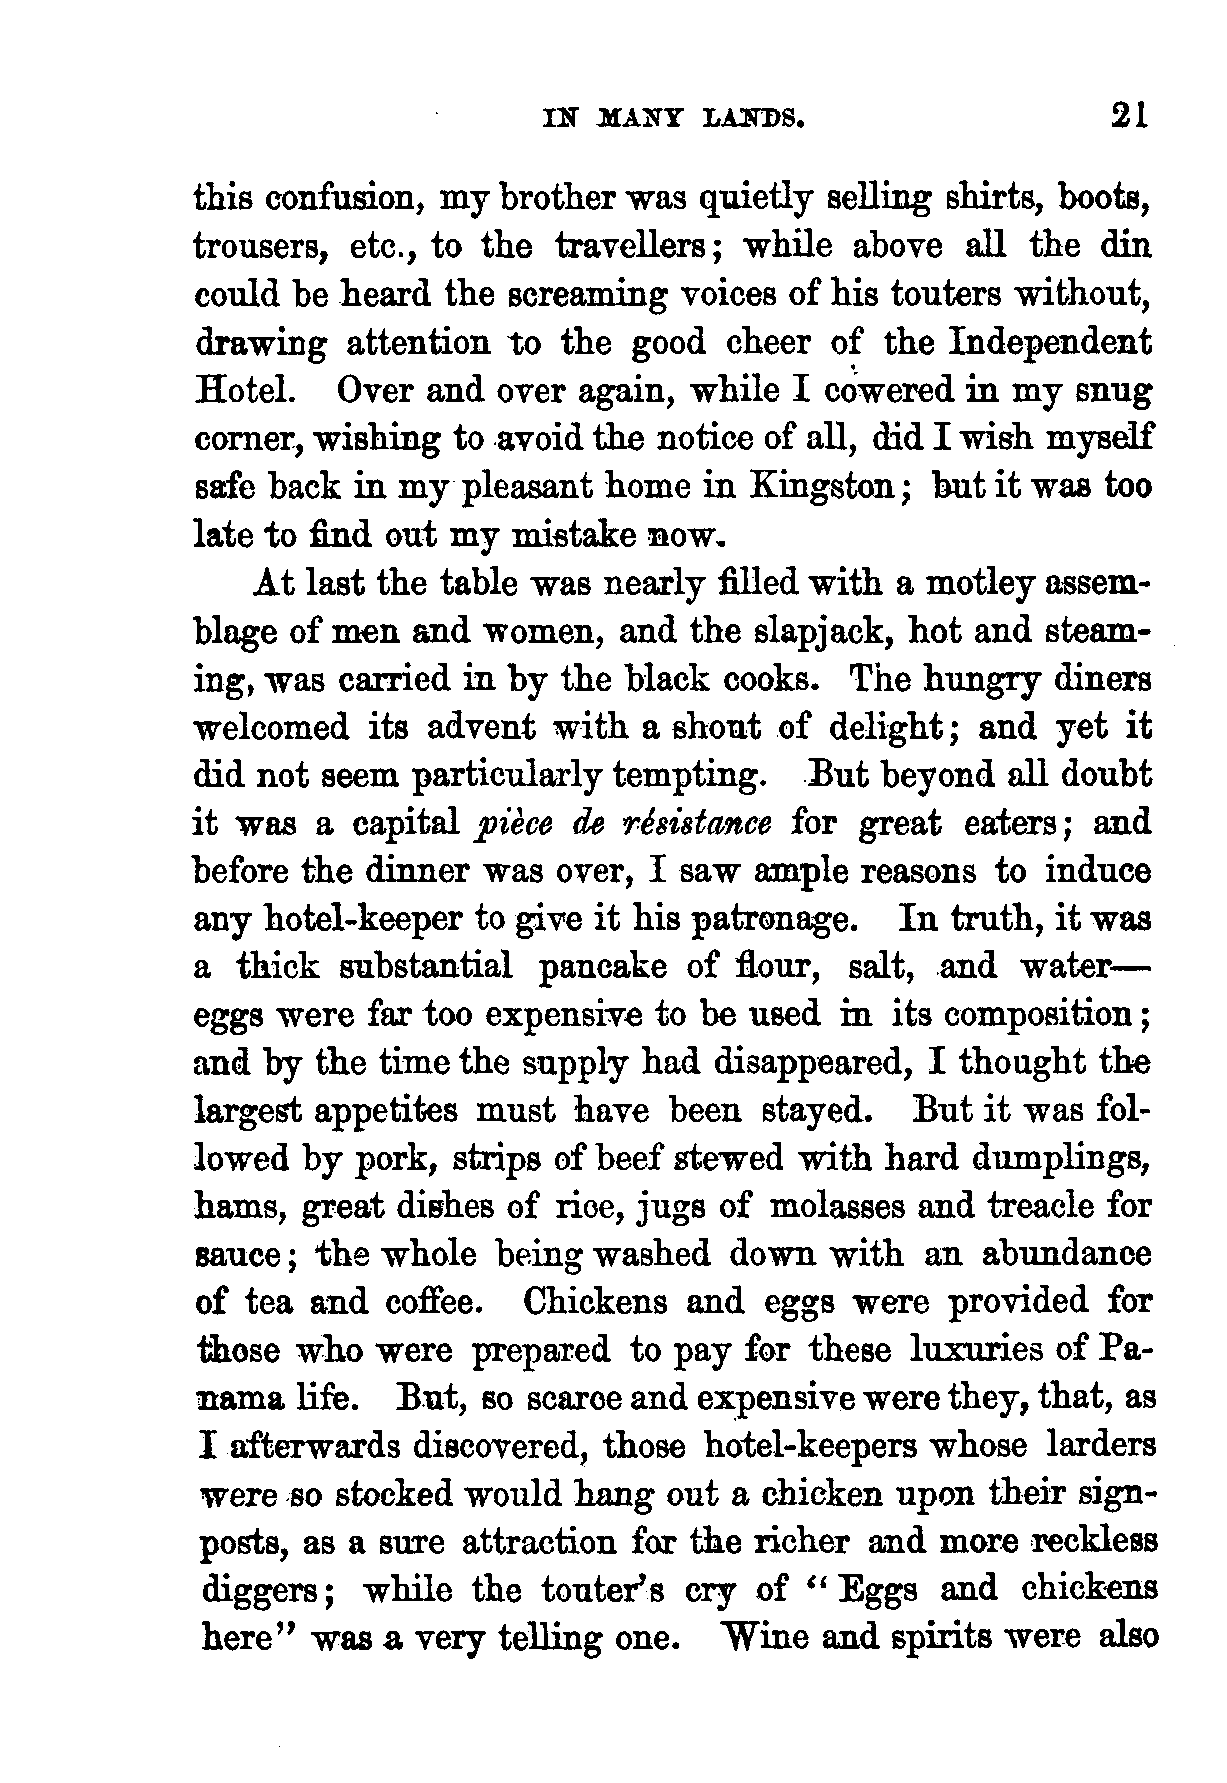 IN MANY LANDS. 21
this confusion, my brother was quietly selling shirts, boots,
trousers, etc., to the travellers; while above all the din
could be heard the screaming voices of his touters without,
drawing attention to the good cheer of the Independent
Hotel. Over and over again, while I cowered in my snug
corner, wishing to avoid the notice of all, did I wish myself
safe back in my pleasant home in Kingston; but it was too
late to find out my mistake now.
At last the table was nearly filled with a motley assem-
blage of men and women, and the slapjack, hot and steam-
ing, was carried in by the black cooks. The hungry diners
welcomed its advent with a shout of delight; and yet it
did not seem particularly tempting. But beyond all doubt
it was a capital pièce de résistance for great eaters; and
before the dinner was over, I saw ample reasons to induce
any hotel-keeper to give it his patronage. In truth, it was
a thick substantial pancake of flour, salt, and water—
eggs were far too expensive to be used in its composition;
and by the time the supply had disappeared, I thought the
largest appetites must have been stayed. But it was fol-
lowed by pork, strips of beef stewed with hard dumplings,
hams, great dishes of rice, jugs of molasses and treacle for
sauce; the whole being washed down with an abundance
of tea and coffee. Chickens and eggs were provided for
those who were prepared to pay for these luxuries of Pa-
nama life. But, so scarce and expensive were they, that, as
I afterwards discovered, those hotel-keepers whose larders
were so stocked would hang out a chicken upon their sign-
posts, as a sure attraction for the richer and more reckless
diggers; while the touter's cry of "Eggs and chickens
here" was a very telling one. Wine and spirits were also